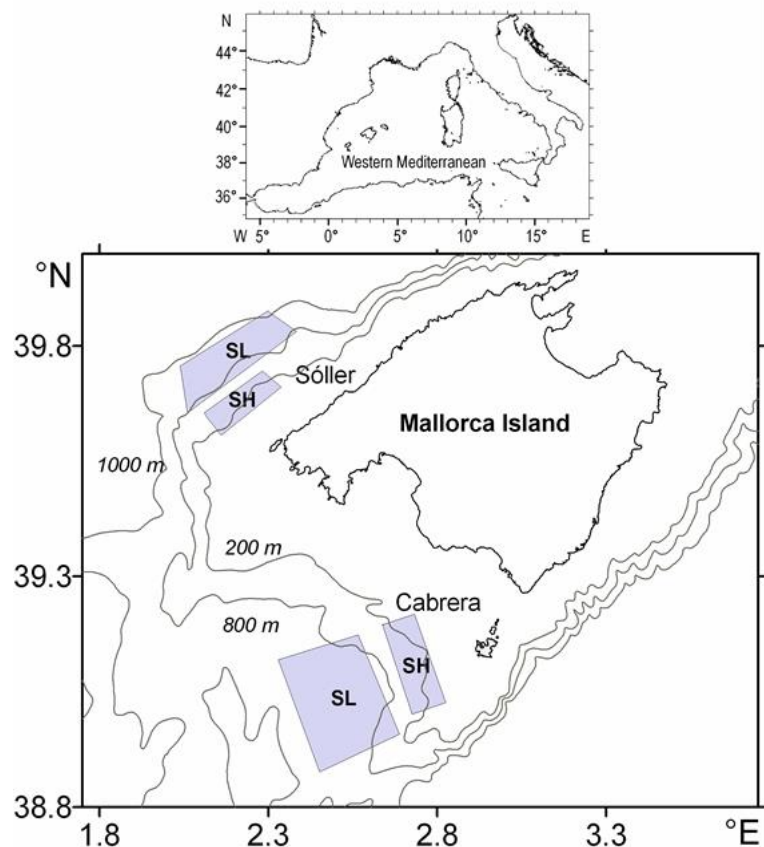 N
44°
42°
40°
38°
36°
Western Mediterranean
W 5° 0° 5° 10° 15° E
°N
39.8
SL
Sóller
SH
Mallorca Island
1000 m
200 m
39.3
Cabrera
800 m
SH
SL
38.8
1.8 2.3 2.8 3.3 °E